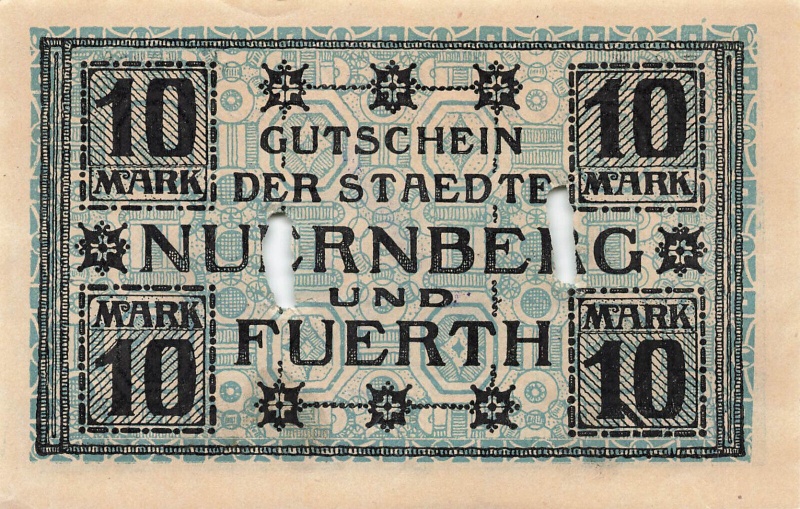 10 10
MARK MARK
GUTSCHEIN
DER STAEDTE
NUERNBERG
UND
FUERTH
MARK MARK
10 10